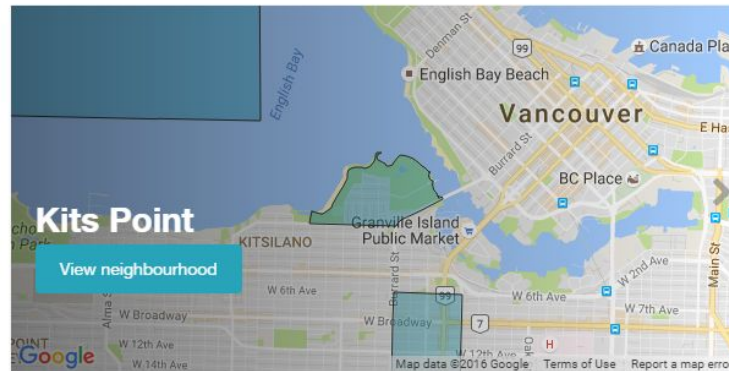 Denman St
99
Canada Pla
English Bay Beach
English Bay
Vancouver
Burrard St
E Ha
BC Place
Kits Point
Granville Island
Public Market
KITSILANO
View neighbourhood
W 2nd Ave
Main St
W 6th Ave
99
W 6th Ave
Alma S
Burrard St
W 7th Ave
W Broadway
W Broadway
7
Oak
H
POINT
W 12th Ave
W 12th Ave
Google
W 14th Ave
Map data ©2016 Google
Terms of Use
Report a map erro